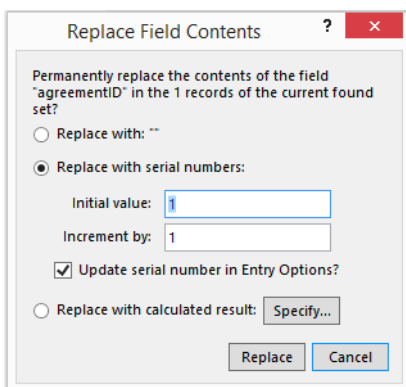 Replace Field Contents ? ×
Permanently replace the contents of the field
"agreementID" in the 1 records of the current found
set?
Replace with: ""
Replace with serial numbers:
Initial value: 1
Increment by: 1
Update serial number in Entry Options?
Replace with calculated result: Specify...
Replace Cancel